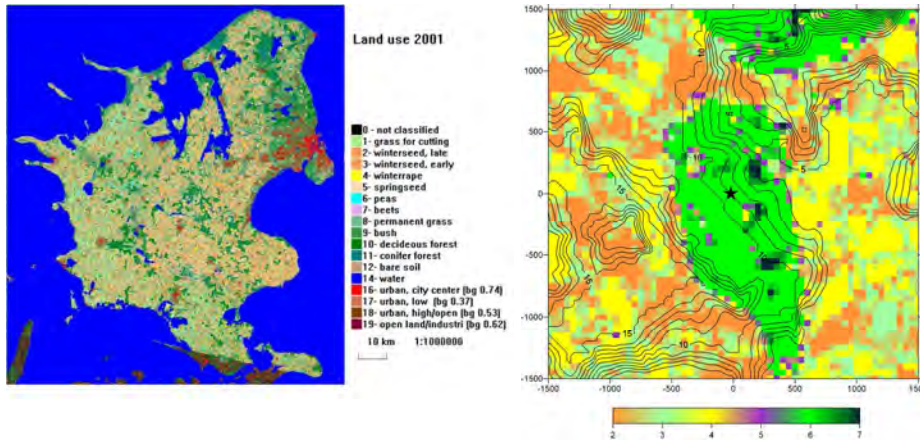 Land use 2001
0- not classified
1- grass for cutting
2- winterseed, late
3- winterseed, early
4- winterrape
5- springseed
6- peas
7- beets
8- permanent grass
9- bush
10- decideous forest
11- conifer forest
12- bare soil
14- water
16- urban, city center (bg 0.74)
17- urban, low (bg 0.37)
18- urban, high/open (bg 0.53)
19- open land/industri (bg 0.62)
10 km 1:1000000
1500
1000
500
0
-500
-1000
-1500
10
5
10
5
15
15
15
10
-1500 -1000 -500 0 500 1000 1500
2 3 4 5 6 7